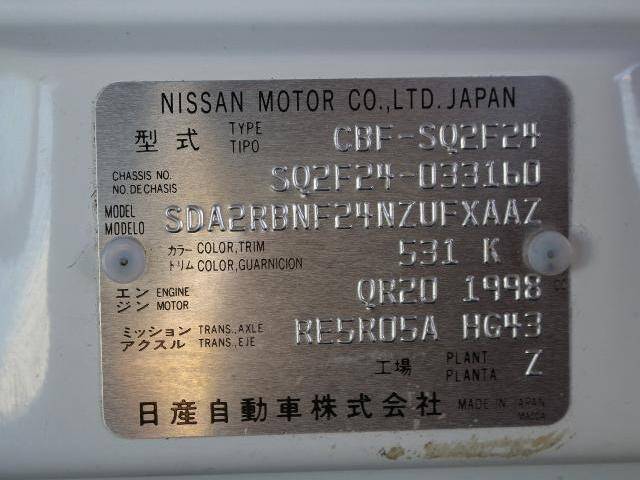 NISSAN MOTOR CO.,LTD. JAPAN
型式 TYPE TIPO CBF-SQ2F24
CHASSIS NO. NO. DE CHASIS SQ2F24-033160
MODEL MODELO SDA2RBNF24NZUFXAAZ
カラー COLOR, TRIM
トリム COLOR, GUARNICION 531 K
エンジン ENGINE MOTOR QR20 1998
ミッション TRANS., AXLE
アクスル TRANS., EJE RE5R05A HG43
工場 PLANT PLANTA Z
日産自動車株式会社 MADE IN JAPAN